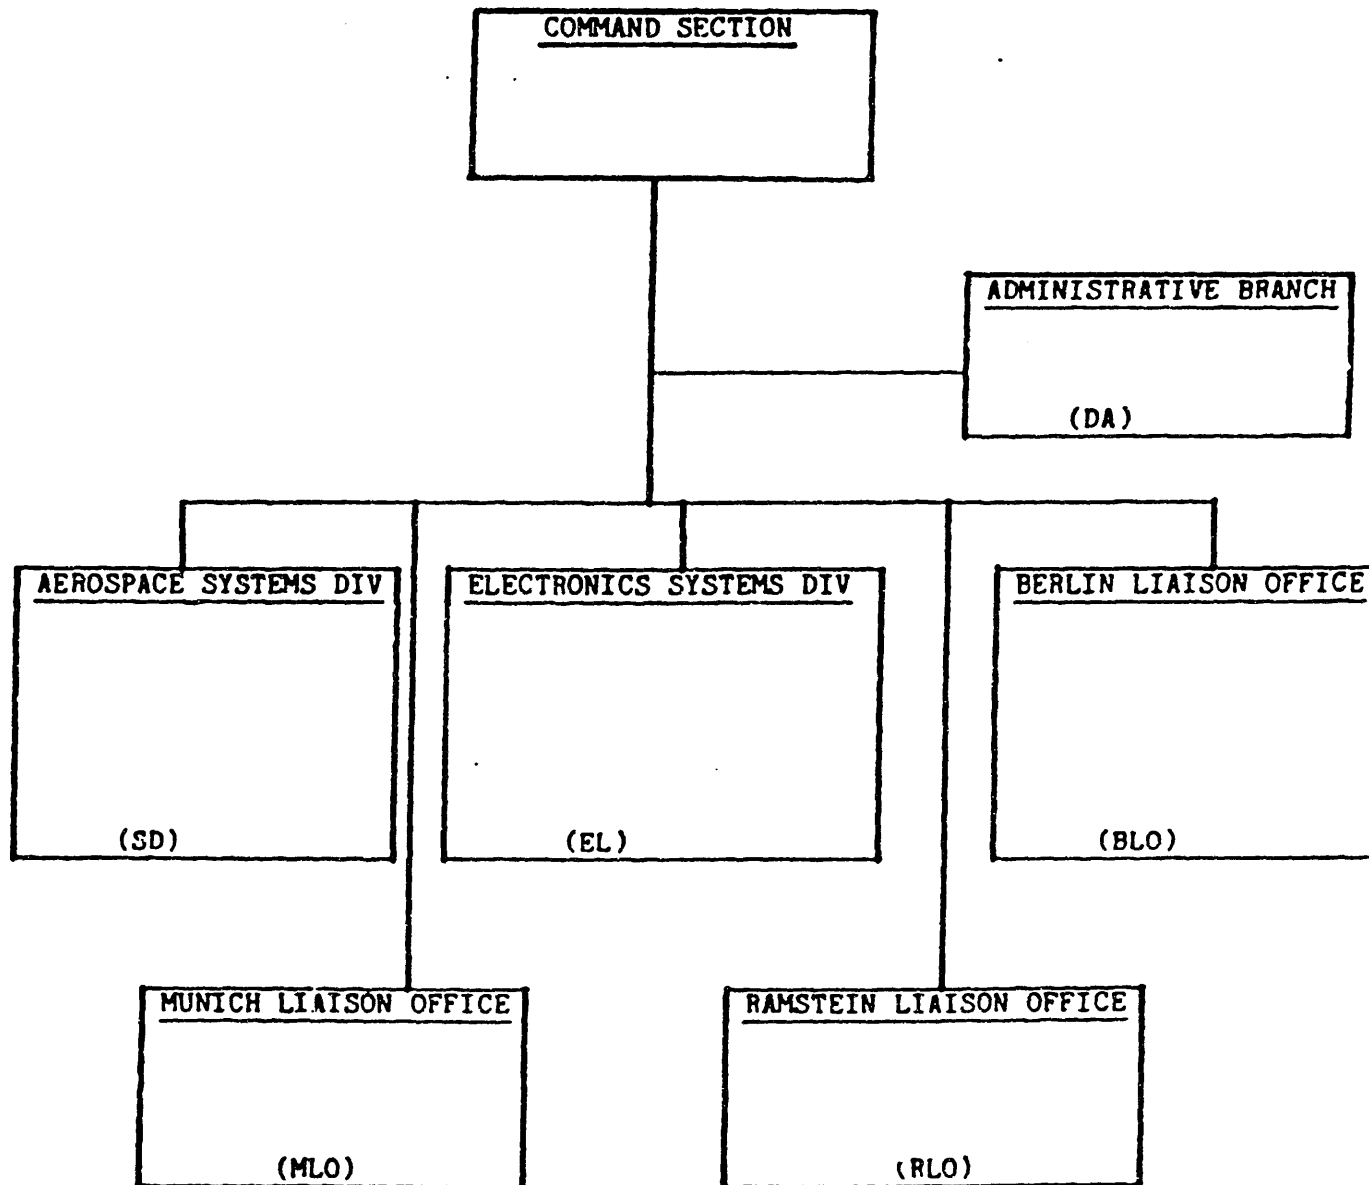 COMMAND SECTION
ADMINISTRATIVE BRANCH
(DA)
AEROSPACE SYSTEMS DIV
(SD)
ELECTRONICS SYSTEMS DIV
(EL)
BERLIN LIAISON OFFICE
(BLO)
MUNICH LIAISON OFFICE
(MLO)
RAMSTEIN LIAISON OFFICE
(RLO)